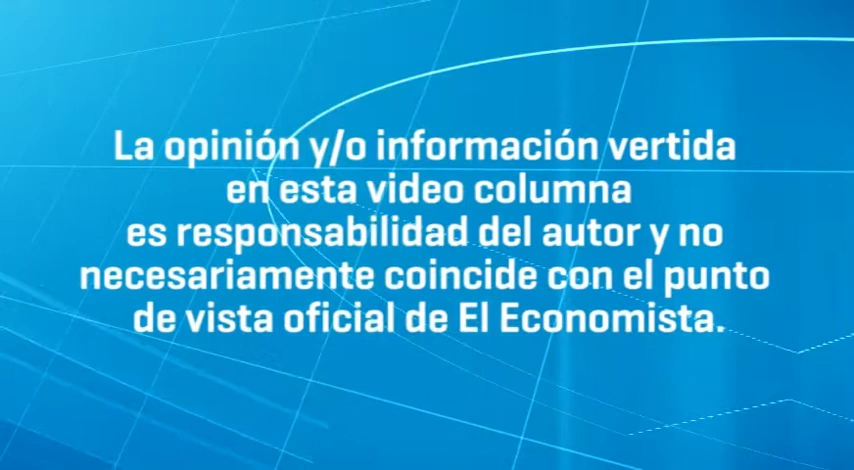 La opinión y/o información vertida
en esta video columna
es responsabilidad del autor y no
necesariamente coincide con el punto
de vista oficial de El Economista.